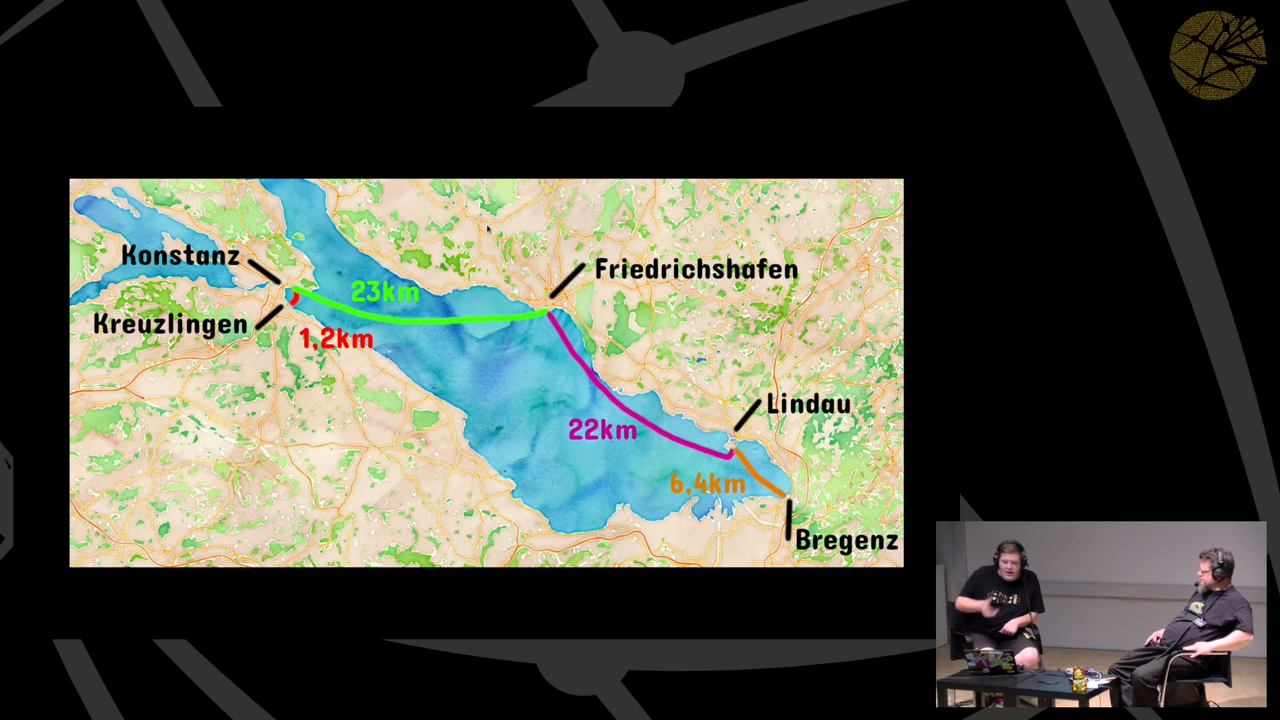 Konstanz
Friedrichshafen
23km
Kreuzlingen
1,2km
Lindau
22km
6,4km
Bregenz